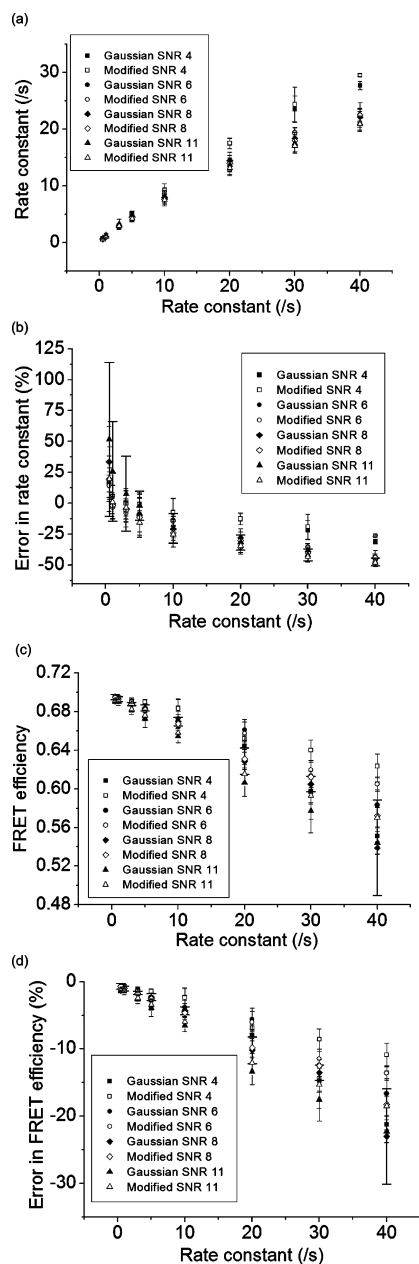 (a)
Rate constant (/s)
30
20
10
0
Gaussian SNR 4
Modified SNR 4
Gaussian SNR 6
Modified SNR 6
Gaussian SNR 8
Modified SNR 8
Gaussian SNR 11
Modified SNR 11
0 10 20 30 40
Rate constant (/s)
(b)
Error in rate constant (%)
125
100
75
50
25
0
-25
-50
Gaussian SNR 4
Modified SNR 4
Gaussian SNR 6
Modified SNR 6
Gaussian SNR 8
Modified SNR 8
Gaussian SNR 11
Modified SNR 11
0 10 20 30 40
Rate constant (/s)
(c)
FRET efficiency
0.72
0.68
0.64
0.60
0.56
0.52
0.48
Gaussian SNR 4
Modified SNR 4
Gaussian SNR 6
Modified SNR 6
Gaussian SNR 8
Modified SNR 8
Gaussian SNR 11
Modified SNR 11
0 10 20 30 40
Rate constant (/s)
(d)
Error in FRET efficiency (%)
0
-10
-20
-30
Gaussian SNR 4
Modified SNR 4
Gaussian SNR 6
Modified SNR 6
Gaussian SNR 8
Modified SNR 8
Gaussian SNR 11
Modified SNR 11
0 10 20 30 40
Rate constant (/s)